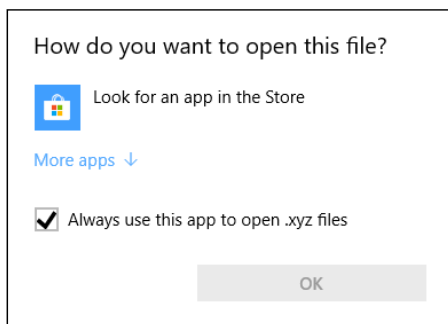 How do you want to open this file?
Look for an app in the Store
More apps ↓
Always use this app to open .xyz files
OK